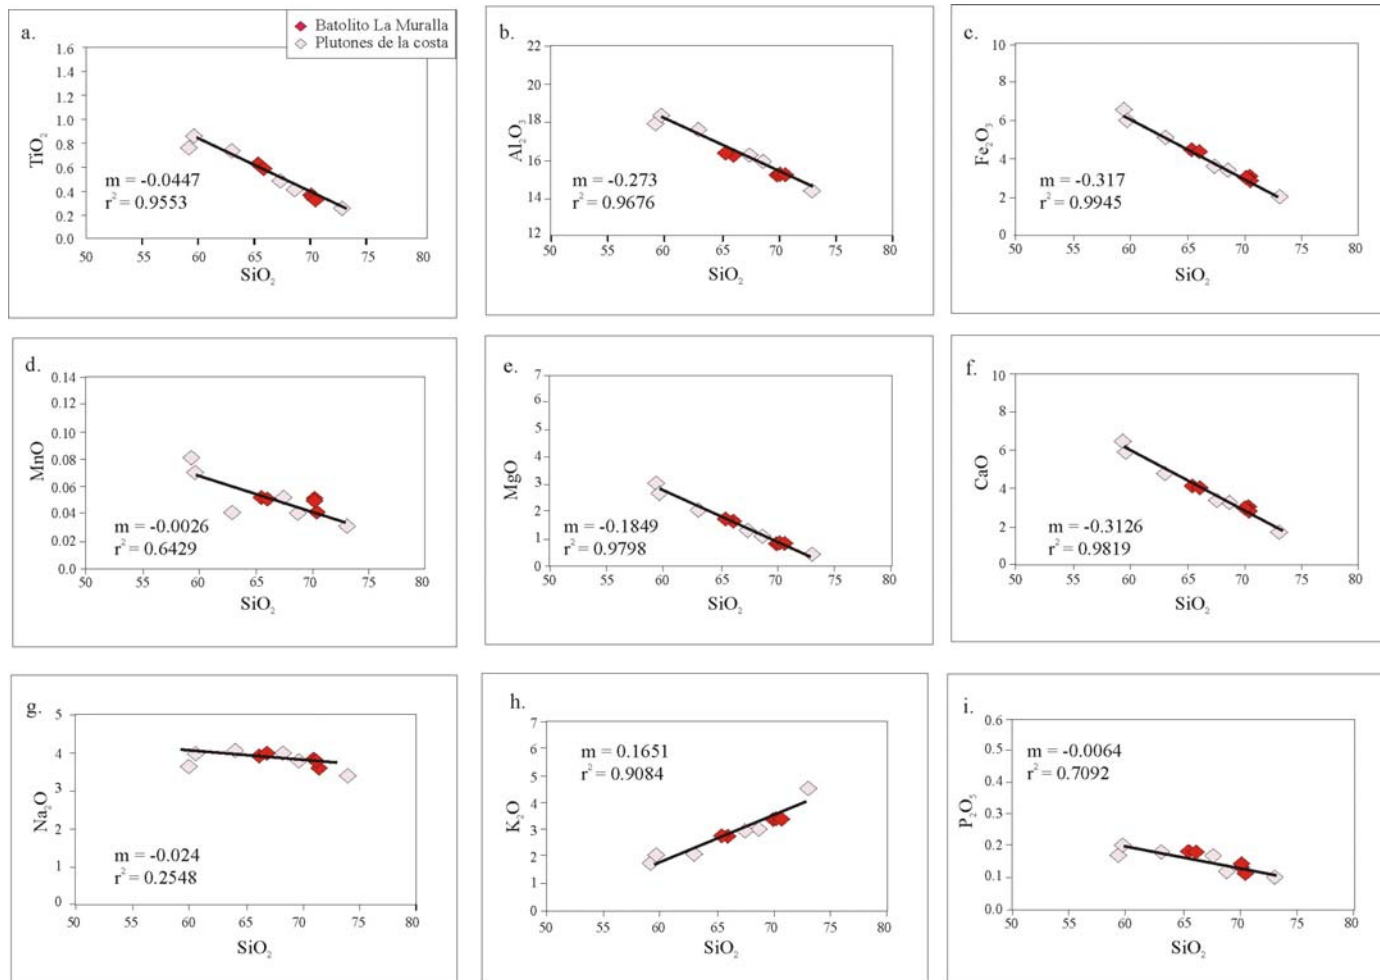 a.
Batolito La Muralla
Plutones de la costa
1.6
1.4
1.2
1.0
0.8
0.6
0.4
0.2
0.0
TiO₂
m = -0.0447
r² = 0.9553
50 55 60 65 70 75 80
SiO₂
b.
22
20
18
16
14
12
Al₂O₃
m = -0.273
r² = 0.9676
50 55 60 65 70 75 80
SiO₂
c.
10
8
6
4
2
0
Fe₂O₃
m = -0.317
r² = 0.9945
50 55 60 65 70 75 80
SiO₂
d.
0.14
0.12
0.10
0.08
0.06
0.04
0.02
0.0
MnO
m = -0.0026
r² = 0.6429
50 55 60 65 70 75 80
SiO₂
e.
7
6
5
4
3
2
1
0
MgO
m = -0.1849
r² = 0.9798
50 55 60 65 70 75 80
SiO₂
f.
10
8
6
4
2
0
CaO
m = -0.3126
r² = 0.9819
50 55 60 65 70 75 80
SiO₂
g.
5
4
3
2
1
0
Na₂O
m = -0.024
r² = 0.2548
50 55 60 65 70 75 80
SiO₂
h.
7
6
5
4
3
2
1
0
K₂O
m = 0.1651
r² = 0.9084
50 55 60 65 70 75 80
SiO₂
i.
0.6
0.5
0.4
0.3
0.2
0.1
0.0
P₂O₅
m = -0.0064
r² = 0.7092
50 55 60 65 70 75 80
SiO₂